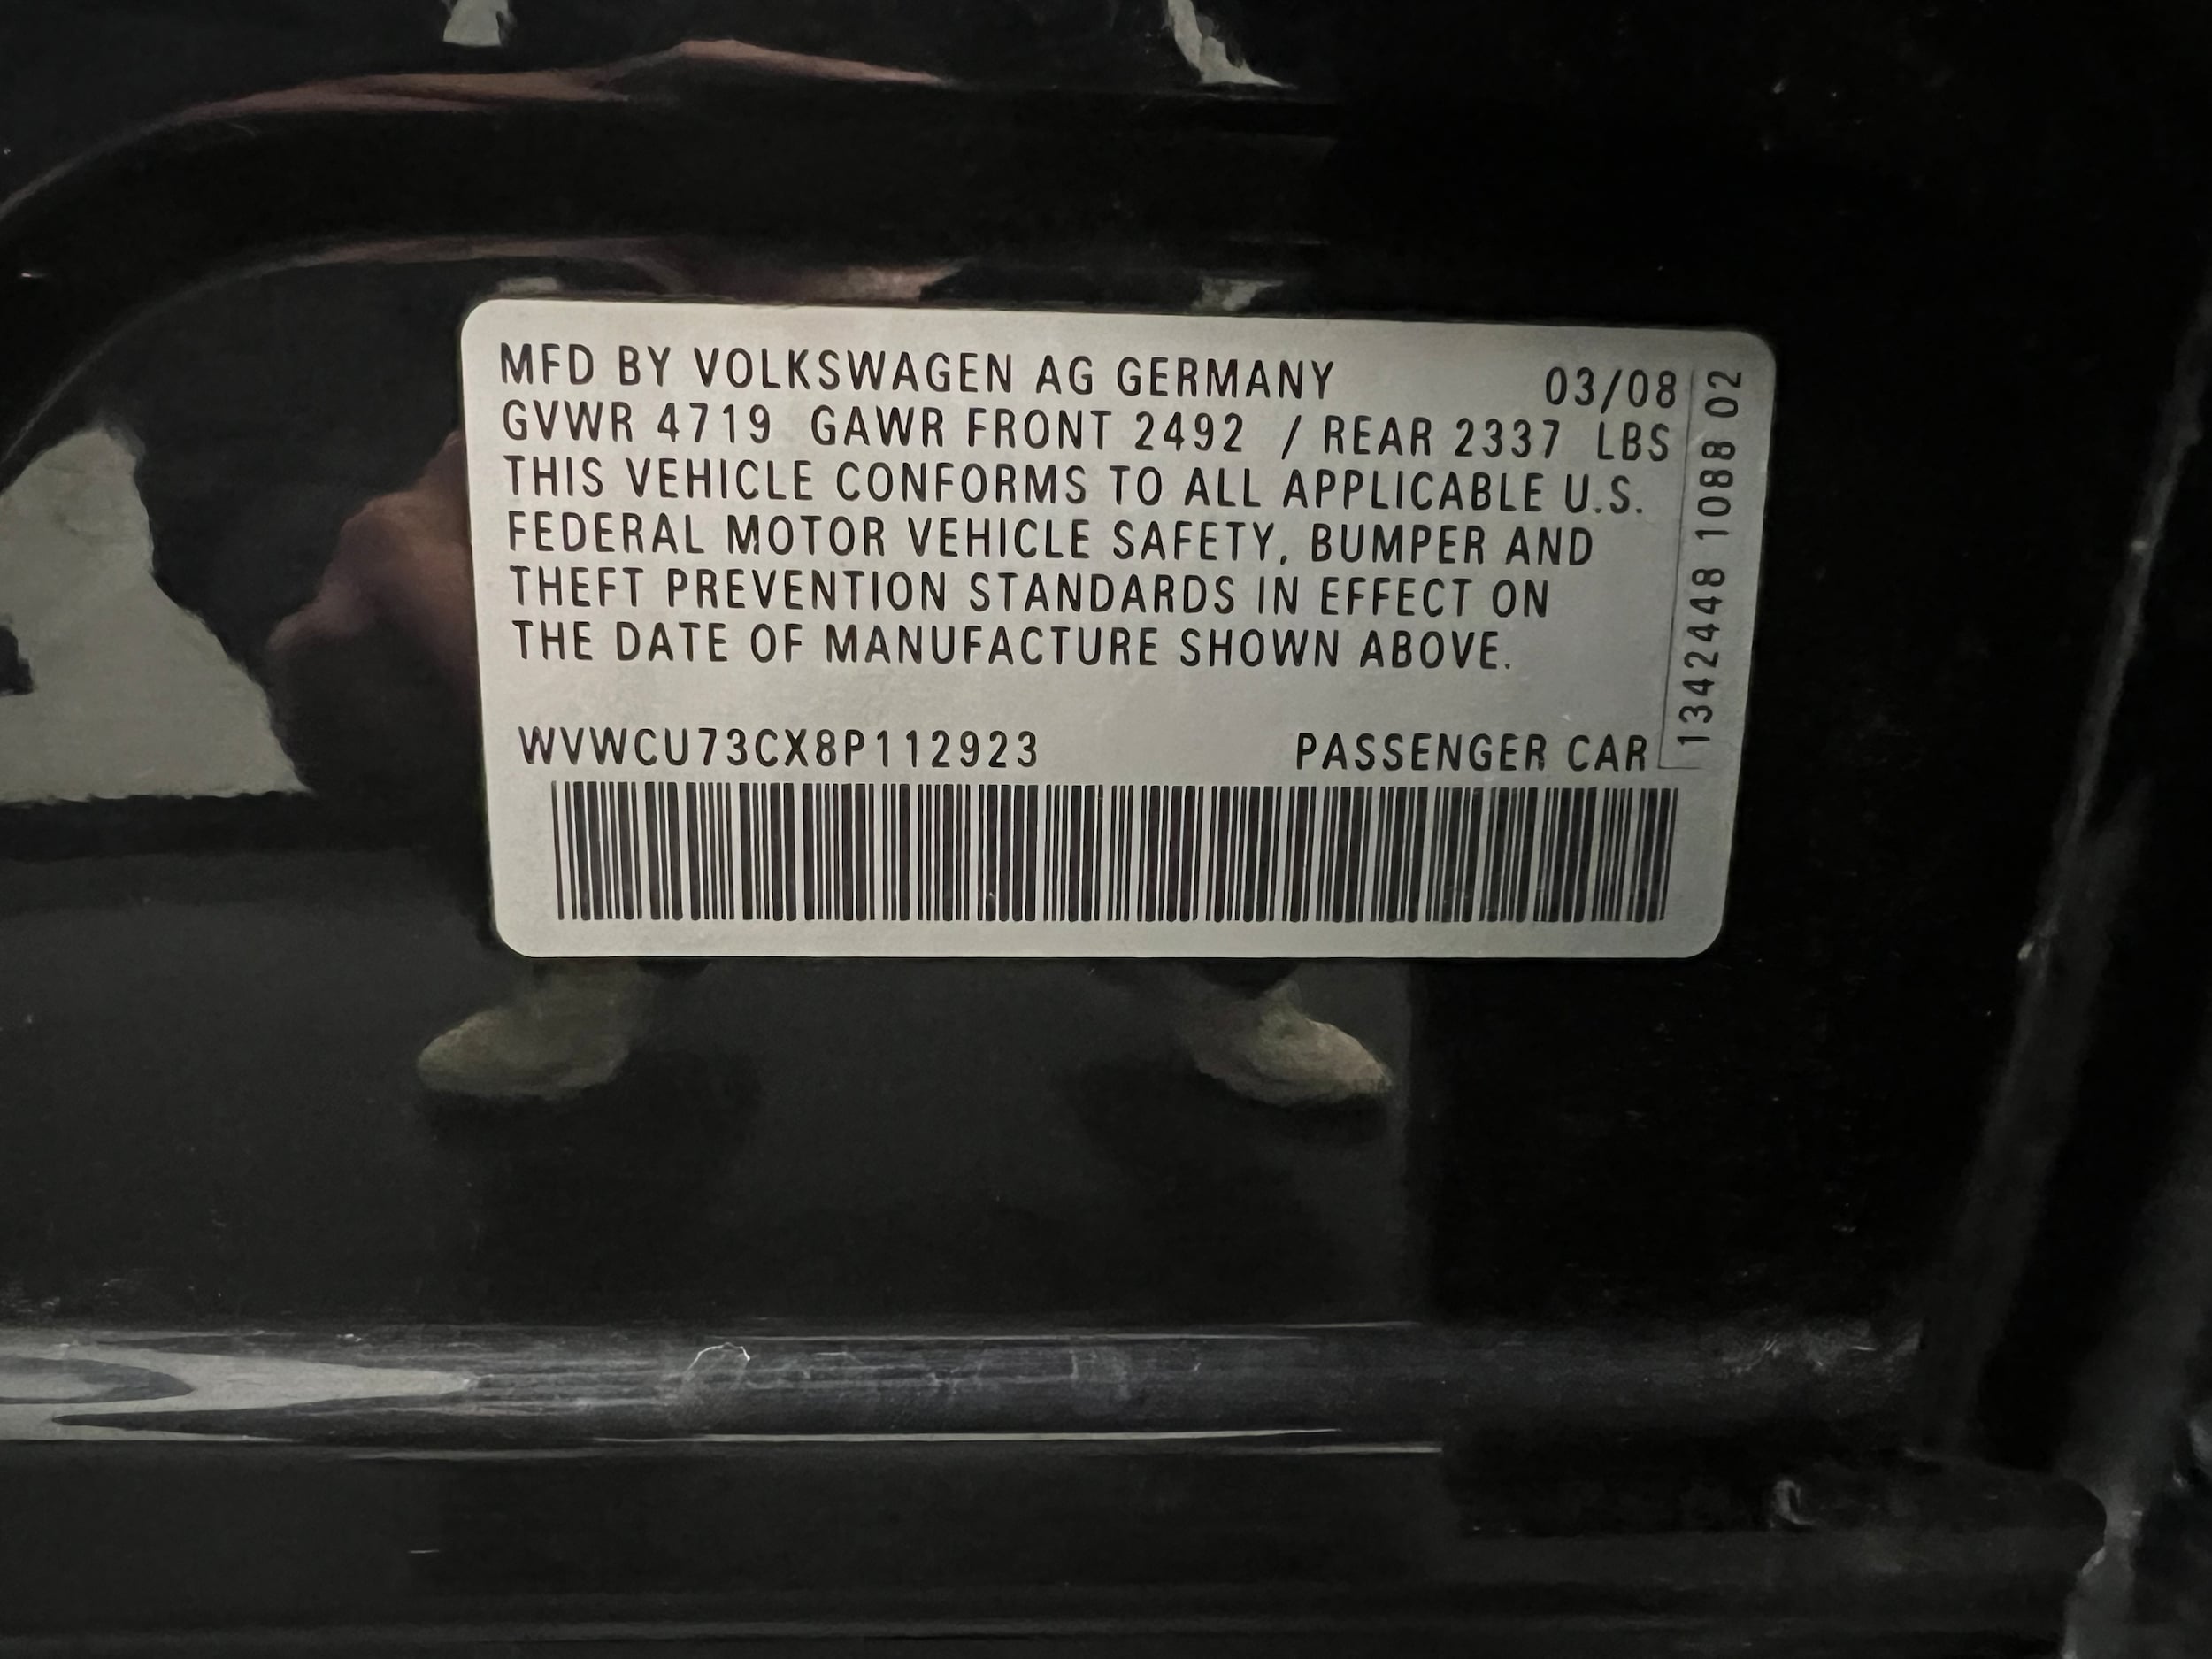 MFD BY VOLKSWAGEN AG GERMANY 03/08
GVWR 4719 GAWR FRONT 2492 / REAR 2337 LBS
THIS VEHICLE CONFORMS TO ALL APPLICABLE U.S.
FEDERAL MOTOR VEHICLE SAFETY, BUMPER AND
THEFT PREVENTION STANDARDS IN EFFECT ON
THE DATE OF MANUFACTURE SHOWN ABOVE.
WVWCU73CX8P112923 PASSENGER CAR
1342448 1088 02